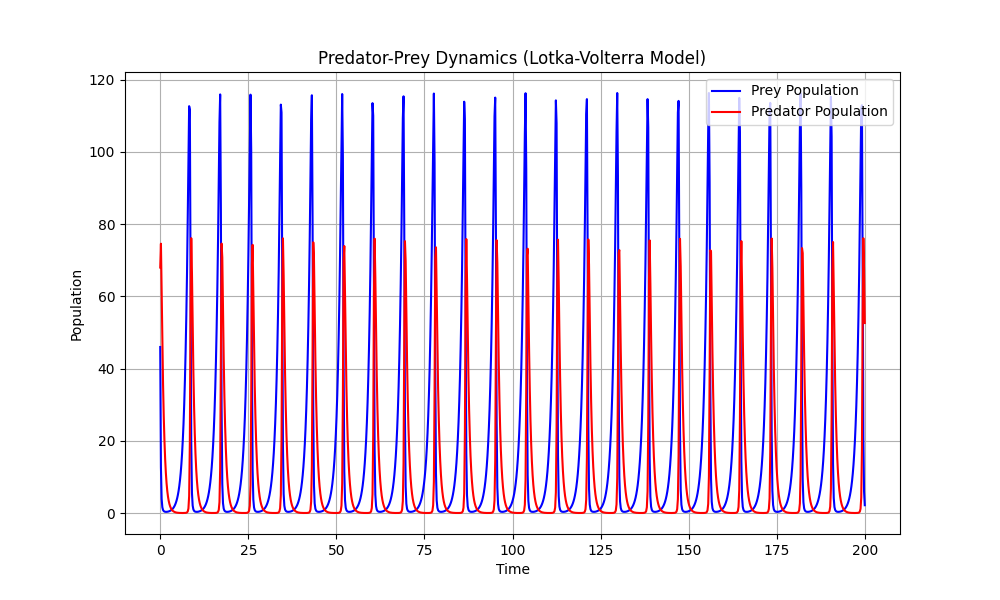 Predator-Prey Dynamics (Lotka-Volterra Model)
Prey Population
Predator Population
120
100
80
60
40
20
0
Population
0 25 50 75 100 125 150 175 200
Time